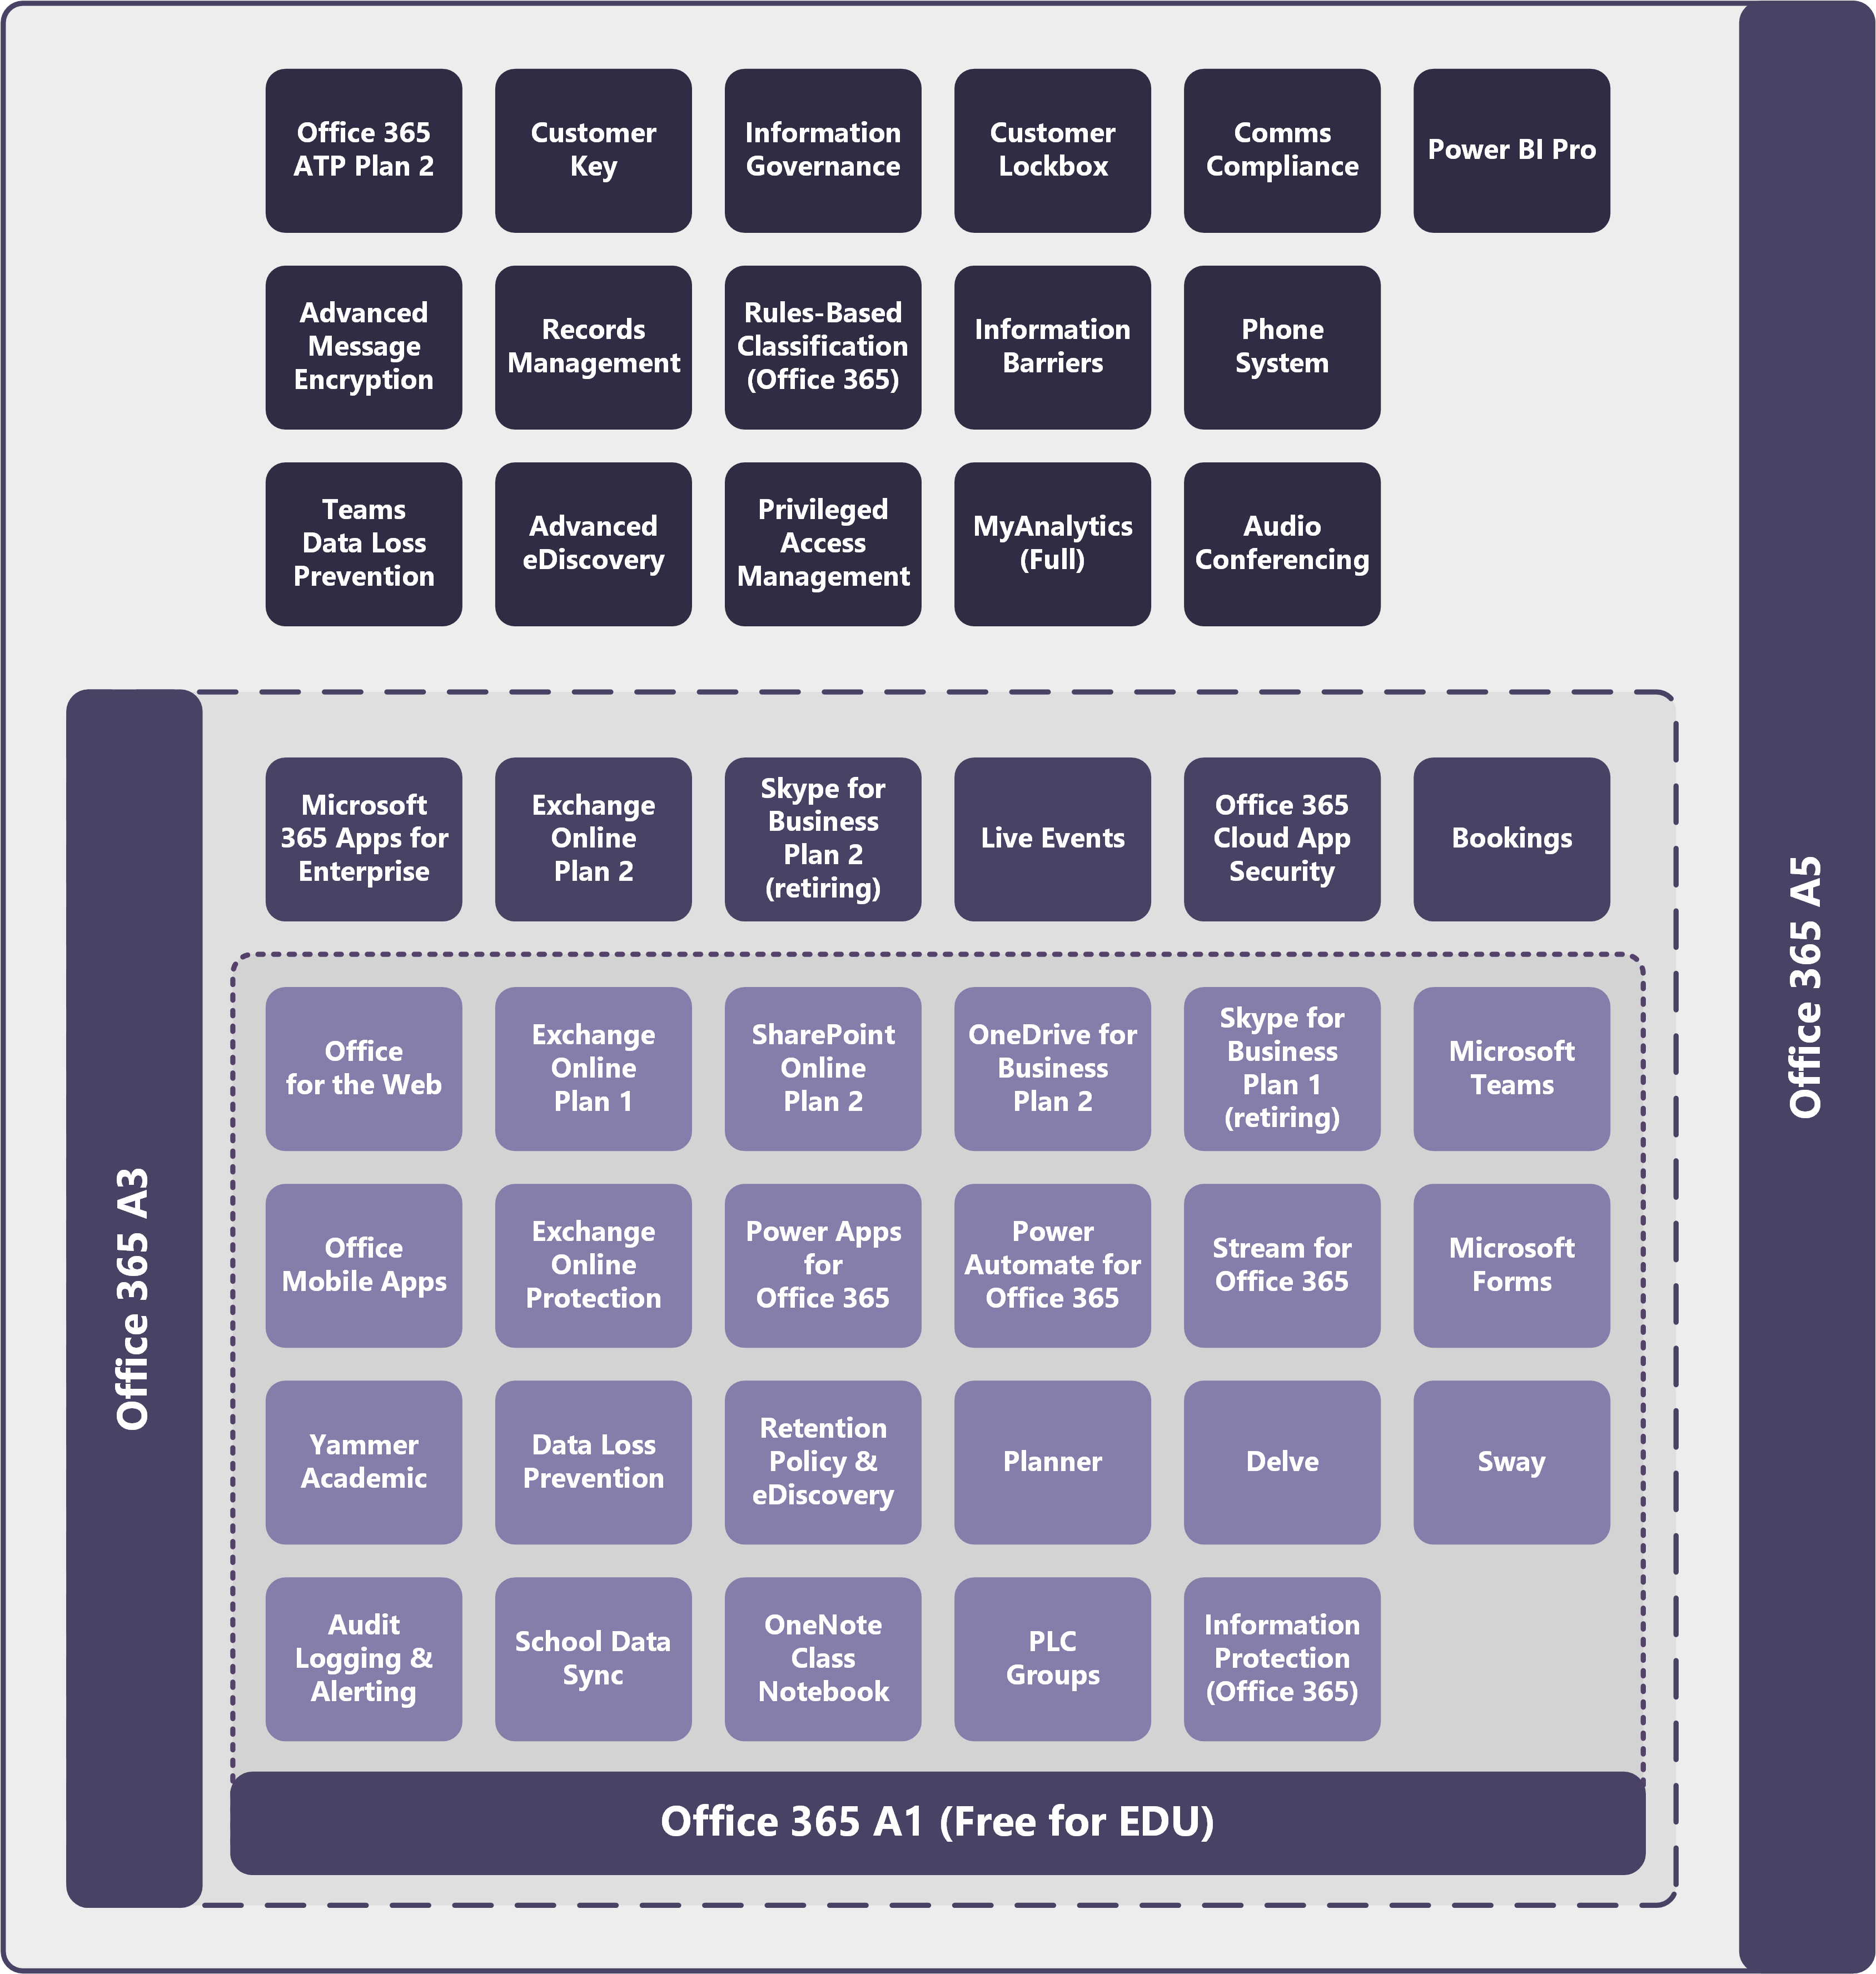 Office 365
ATP Plan 2
Customer
Key
Information
Governance
Customer
Lockbox
Comms
Compliance
Power BI Pro
Advanced
Message
Encryption
Records
Management
Rules-Based
Classification
(Office 365)
Information
Barriers
Phone
System
Teams
Data Loss
Prevention
Advanced
eDiscovery
Privileged
Access
Management
MyAnalytics
(Full)
Audio
Conferencing
Office 365 A5
Office 365 A3
Microsoft
365 Apps for
Enterprise
Exchange
Online
Plan 2
Skype for
Business
Plan 2
(retiring)
Live Events
Office 365
Cloud App
Security
Bookings
Office
for the Web
Exchange
Online
Plan 1
SharePoint
Online
Plan 2
OneDrive for
Business
Plan 2
Skype for
Business
Plan 1
(retiring)
Microsoft
Teams
Office
Mobile Apps
Exchange
Online
Protection
Power Apps
for
Office 365
Power
Automate for
Office 365
Stream for
Office 365
Microsoft
Forms
Yammer
Academic
Data Loss
Prevention
Retention
Policy &
eDiscovery
Planner
Delve
Sway
Audit
Logging &
Alerting
School Data
Sync
OneNote
Class
Notebook
PLC
Groups
Information
Protection
(Office 365)
Office 365 A1 (Free for EDU)